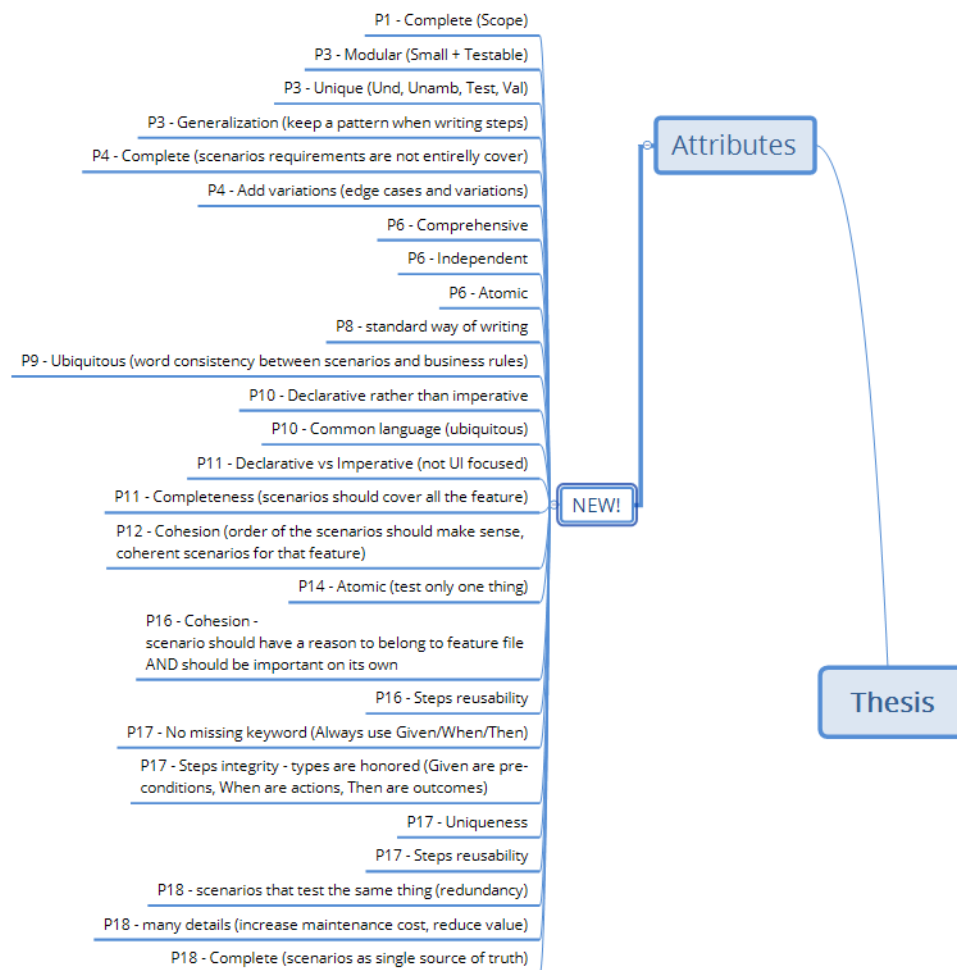 P1 - Complete (Scope)
P3 - Modular (Small + Testable)
P3 - Unique (Und, Unamb, Test, Val)
P3 - Generalization (keep a pattern when writing steps)
P4 - Complete (scenarios requirements are not entirelly cover)
P4 - Add variations (edge cases and variations)
P6 - Comprehensive
P6 - Independent
P6 - Atomic
P8 - standard way of writing
P9 - Ubiquitous (word consistency between scenarios and business rules)
P10 - Declarative rather than imperative
P10 - Common language (ubiquitous)
P11 - Declarative vs Imperative (not UI focused)
P11 - Completeness (scenarios should cover all the feature)
P12 - Cohesion (order of the scenarios should make sense,
coherent scenarios for that feature)
P14 - Atomic (test only one thing)
P16 - Cohesion -
scenario should have a reason to belong to feature file
AND should be important on its own
P16 - Steps reusability
P17 - No missing keyword (Always use Given/When/Then)
P17 - Steps integrity - types are honored (Given are pre-
conditions, When are actions, Then are outcomes)
P17 - Uniqueness
P17 - Steps reusability
P18 - scenarios that test the same thing (redundancy)
P18 - many details (increase maintenance cost, reduce value)
P18 - Complete (scenarios as single source of truth)
NEW!
Attributes
Thesis